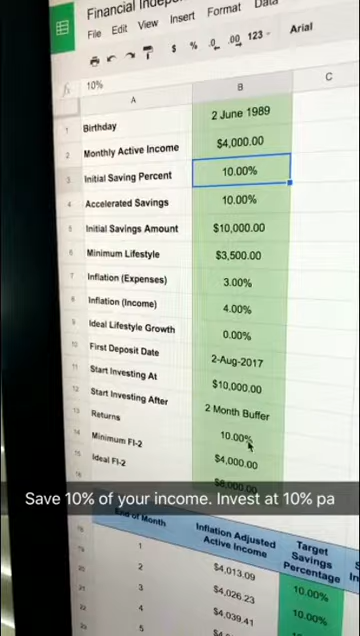 Financial Indep
File Edit View Insert Format Data
$ % .0 .00 123 Arial
fx 10%
A B C
1 Birthday 2 June 1989
2 Monthly Active Income $4,000.00
3 Initial Saving Percent 10.00%
4 Accelerated Savings 10.00%
5 Initial Savings Amount $10,000.00
6 Minimum Lifestyle $3,500.00
7 Inflation (Expenses) 3.00%
8 Inflation (Income) 4.00%
9 Ideal Lifestyle Growth 0.00%
10 First Deposit Date 2-Aug-2017
11 Start Investing At $10,000.00
12 Start Investing After 2 Month Buffer
13 Returns 10.00%
14 Minimum FI-2 $4,000.00
15 Ideal FI-2 $6,000.00
16
Save 10% of your income. Invest at 10% pa
18 End of Month Inflation Adjusted Active Income Target Savings Percentage
19 1 $4,013.09 10.00%
20 2 $4,026.23 10.00%
21 3 $4,039.41
22 4
23 5